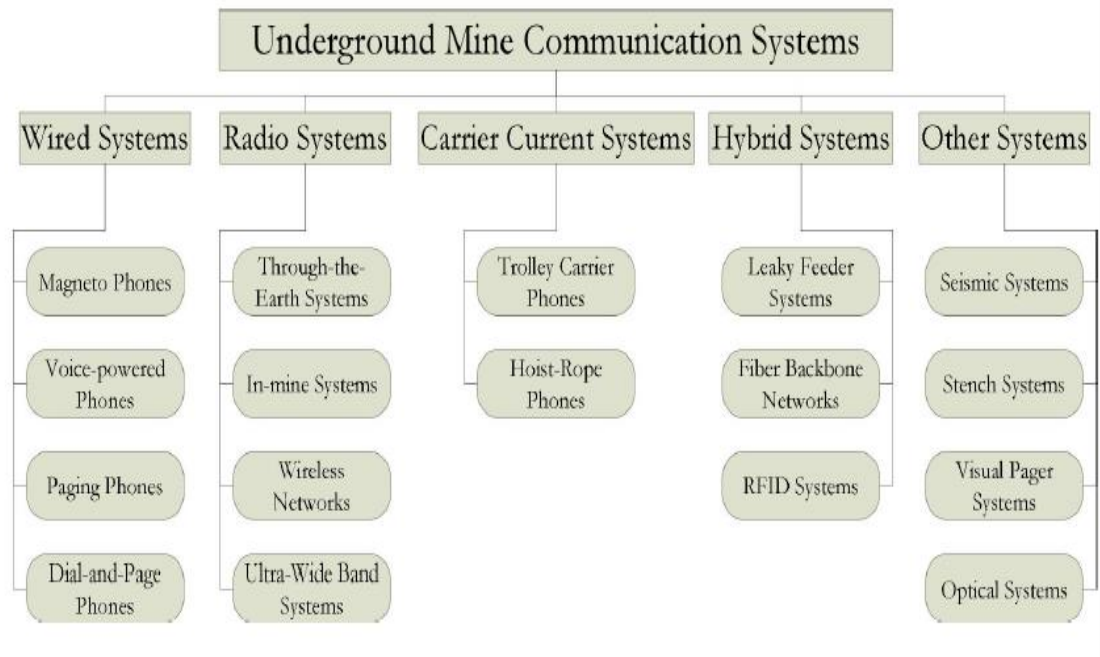 Underground Mine Communication Systems
Wired Systems
Radio Systems
Carrier Current Systems
Hybrid Systems
Other Systems
Magneto Phones
Voice-powered
Phones
Paging Phones
Dial-and-Page
Phones
Through-the-
Earth Systems
In-mine Systems
Wireless
Networks
Ultra-Wide Band
Systems
Trolley Carrier
Phones
Hoist-Rope
Phones
Leaky Feeder
Systems
Fiber Backbone
Networks
RFID Systems
Seismic Systems
Stench Systems
Visual Pager
Systems
Optical Systems